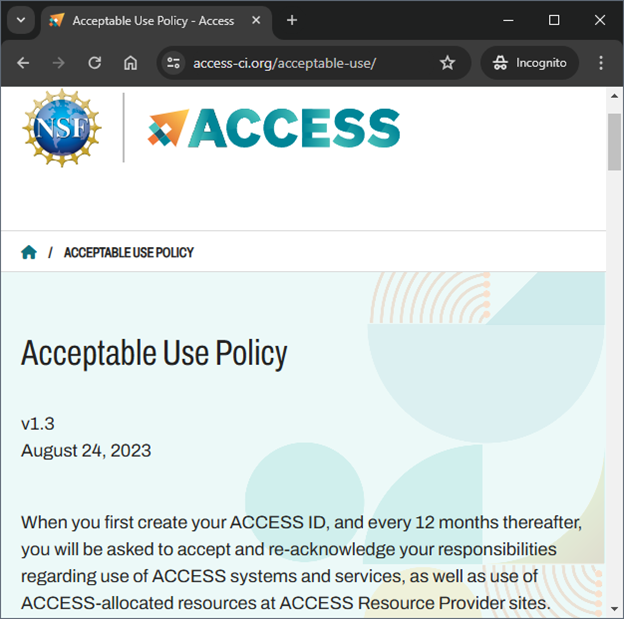 Acceptable Use Policy - Access
access-ci.org/acceptable-use/
Incognito
NSF
ACCESS
/ ACCEPTABLE USE POLICY
Acceptable Use Policy
v1.3
August 24, 2023
When you first create your ACCESS ID, and every 12 months thereafter,
you will be asked to accept and re-acknowledge your responsibilities
regarding use of ACCESS systems and services, as well as use of
ACCESS-allocated resources at ACCESS Resource Provider sites.